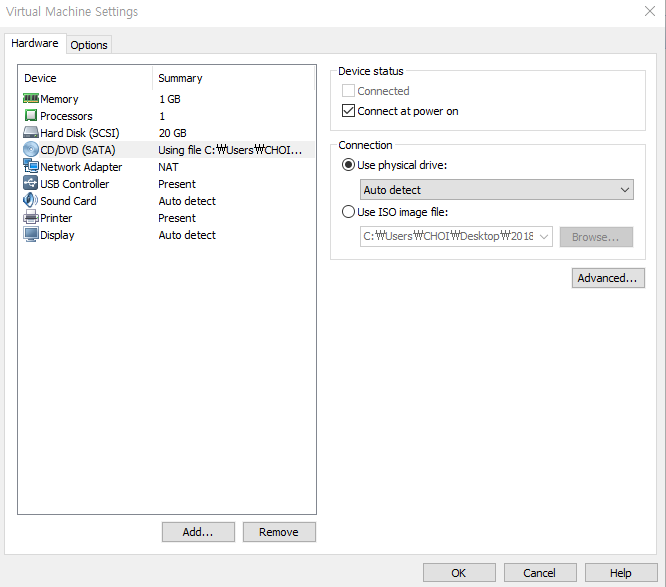 Virtual Machine Settings
Hardware Options
Device Summary
Memory 1 GB
Processors 1
Hard Disk (SCSI) 20 GB
CD/DVD (SATA) Using file C:₩Users₩CHOI...
Network Adapter NAT
USB Controller Present
Sound Card Auto detect
Printer Present
Display Auto detect
Add... Remove
Device status
Connected
Connect at power on
Connection
Use physical drive:
Auto detect
Use ISO image file:
C:₩Users₩CHOI₩Desktop₩2018 Browse...
Advanced...
OK Cancel Help